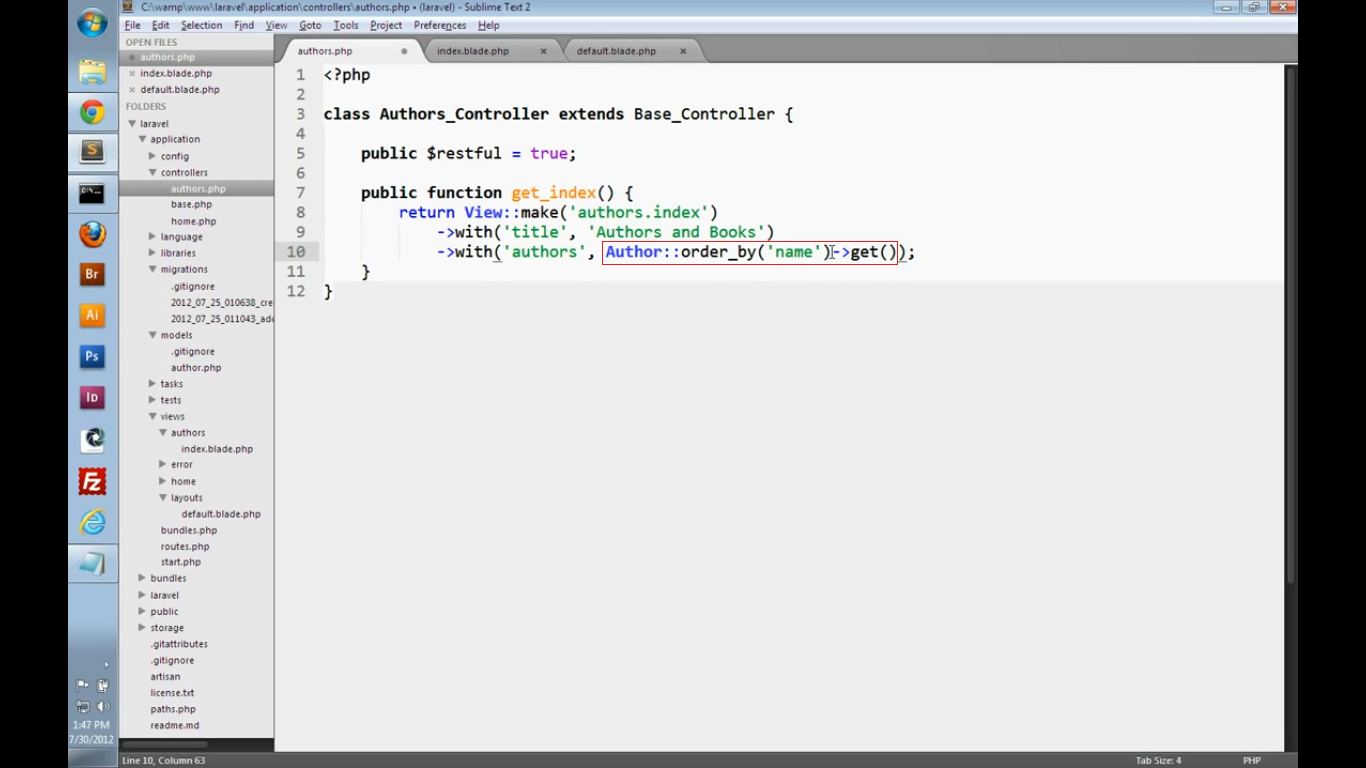 C:\wamp\www\laravel\application\controllers\authors.php • (laravel) - Sublime Text 2
File Edit Selection Find View Goto Tools Project Preferences Help
OPEN FILES
authors.php
index.blade.php
default.blade.php
FOLDERS
laravel
application
config
controllers
authors.php
base.php
home.php
language
libraries
migrations
.gitignore
2012_07_25_010638_cre
2012_07_25_011043_adc
models
.gitignore
author.php
tasks
tests
views
authors
index.blade.php
error
home
layouts
default.blade.php
bundles.php
routes.php
start.php
bundles
laravel
public
storage
.gitattributes
.gitignore
artisan
license.txt
paths.php
readme.md
authors.php index.blade.php default.blade.php
1 <?php
2
3 class Authors_Controller extends Base_Controller {
4
5 public $restful = true;
6
7 public function get_index() {
8 return View::make('authors.index')
9 ->with('title', 'Authors and Books')
10 ->with('authors', Author::order_by('name')->get());
11 }
12 }
Br
Ai
Ps
Id
Fz
1:47 PM
7/30/2012
Line 10, Column 63 Tab Size: 4 PHP